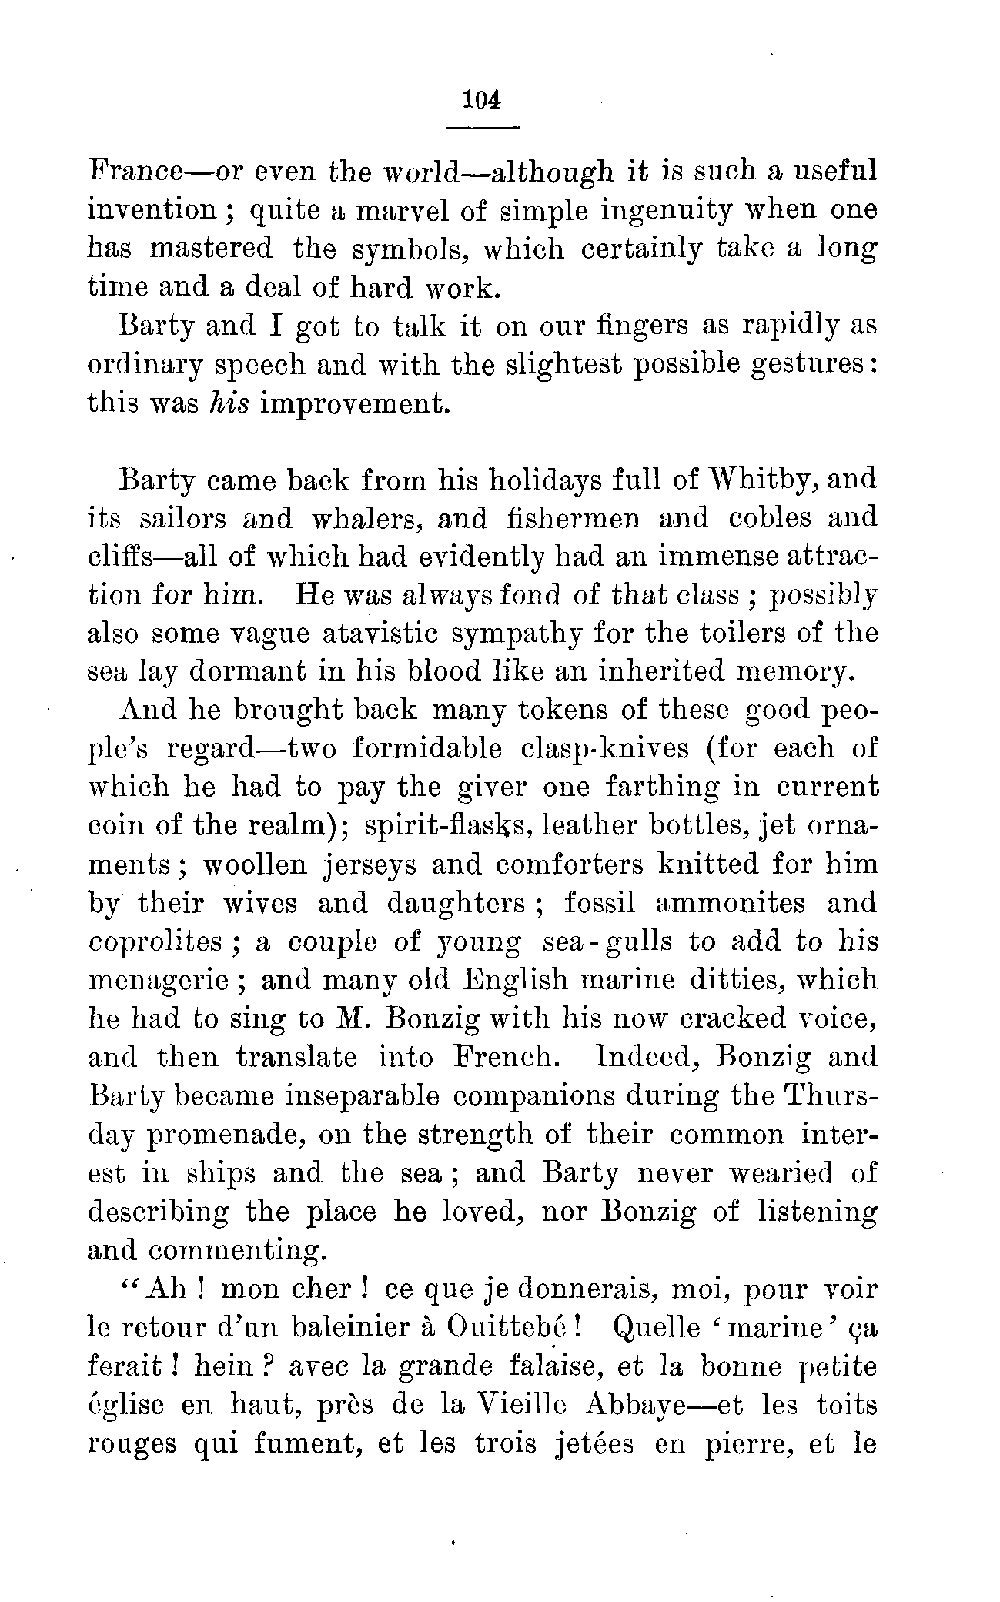 104
France—or even the world—although it is such a useful
invention; quite a marvel of simple ingenuity when one
has mastered the symbols, which certainly take a long
time and a deal of hard work.
Barty and I got to talk it on our fingers as rapidly as
ordinary speech and with the slightest possible gestures:
this was his improvement.
Barty came back from his holidays full of Whitby, and
its sailors and whalers, and fishermen and cobles and
cliffs—all of which had evidently had an immense attrac-
tion for him. He was always fond of that class; possibly
also some vague atavistic sympathy for the toilers of the
sea lay dormant in his blood like an inherited memory.
And he brought back many tokens of these good peo-
ple's regard—two formidable clasp-knives (for each of
which he had to pay the giver one farthing in current
coin of the realm); spirit-flasks, leather bottles, jet orna-
ments; woollen jerseys and comforters knitted for him
by their wives and daughters; fossil ammonites and
coprolites; a couple of young sea-gulls to add to his
menagerie; and many old English marine ditties, which
he had to sing to M. Bonzig with his now cracked voice,
and then translate into French. Indeed, Bonzig and
Barty became inseparable companions during the Thurs-
day promenade, on the strength of their common inter-
est in ships and the sea; and Barty never wearied of
describing the place he loved, nor Bonzig of listening
and commenting.
"Ah! mon cher! ce que je donnerais, moi, pour voir
le retour d'un baleinier à Ouittebé! Quelle 'marine' ça
ferait! hein? avec la grande falaise, et la bonne petite
église en haut, près de la Vieille Abbaye—et les toits
rouges qui fument, et les trois jetées en pierre, et le